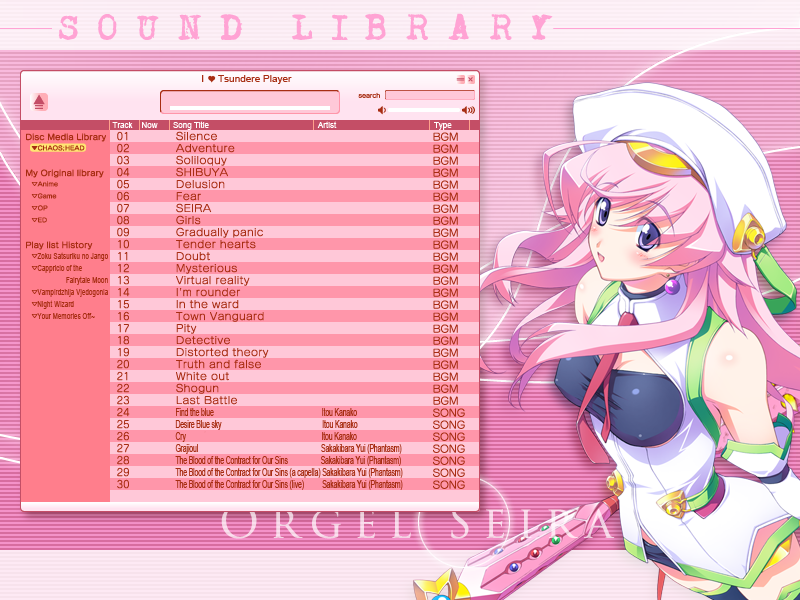 SOUND LIBRARY
I ♥ Tsundere Player
search
Track Now Song Title Artist Type
Disc Media Library
▼CHAOS;HEAD
My Original library
▽Anime
▽Game
▽OP
▽ED
Play list History
▽Zoku Satsuriku no Jango
▽Cappricio of the
Fairytale Moon
▽Vampirdzhija Vjedogonia
▽Night Wizard
▽Your Memories Off~
01 Silence BGM
02 Adventure BGM
03 Soliloquy BGM
04 SHIBUYA BGM
05 Delusion BGM
06 Fear BGM
07 SEIRA BGM
08 Girls BGM
09 Gradually panic BGM
10 Tender hearts BGM
11 Doubt BGM
12 Mysterious BGM
13 Virtual reality BGM
14 I'm rounder BGM
15 In the ward BGM
16 Town Vanguard BGM
17 Pity BGM
18 Detective BGM
19 Distorted theory BGM
20 Truth and false BGM
21 White out BGM
22 Shogun BGM
23 Last Battle BGM
24 Find the blue Itou Kanako SONG
25 Desire Blue sky Itou Kanako SONG
26 Cry Itou Kanako SONG
27 Grajioul Sakakibara Yui (Phantasm) SONG
28 The Blood of the Contract for Our Sins Sakakibara Yui (Phantasm) SONG
29 The Blood of the Contract for Our Sins (a capella) Sakakibara Yui (Phantasm) SONG
30 The Blood of the Contract for Our Sins (live) Sakakibara Yui (Phantasm) SONG
ORGEL SEIRA